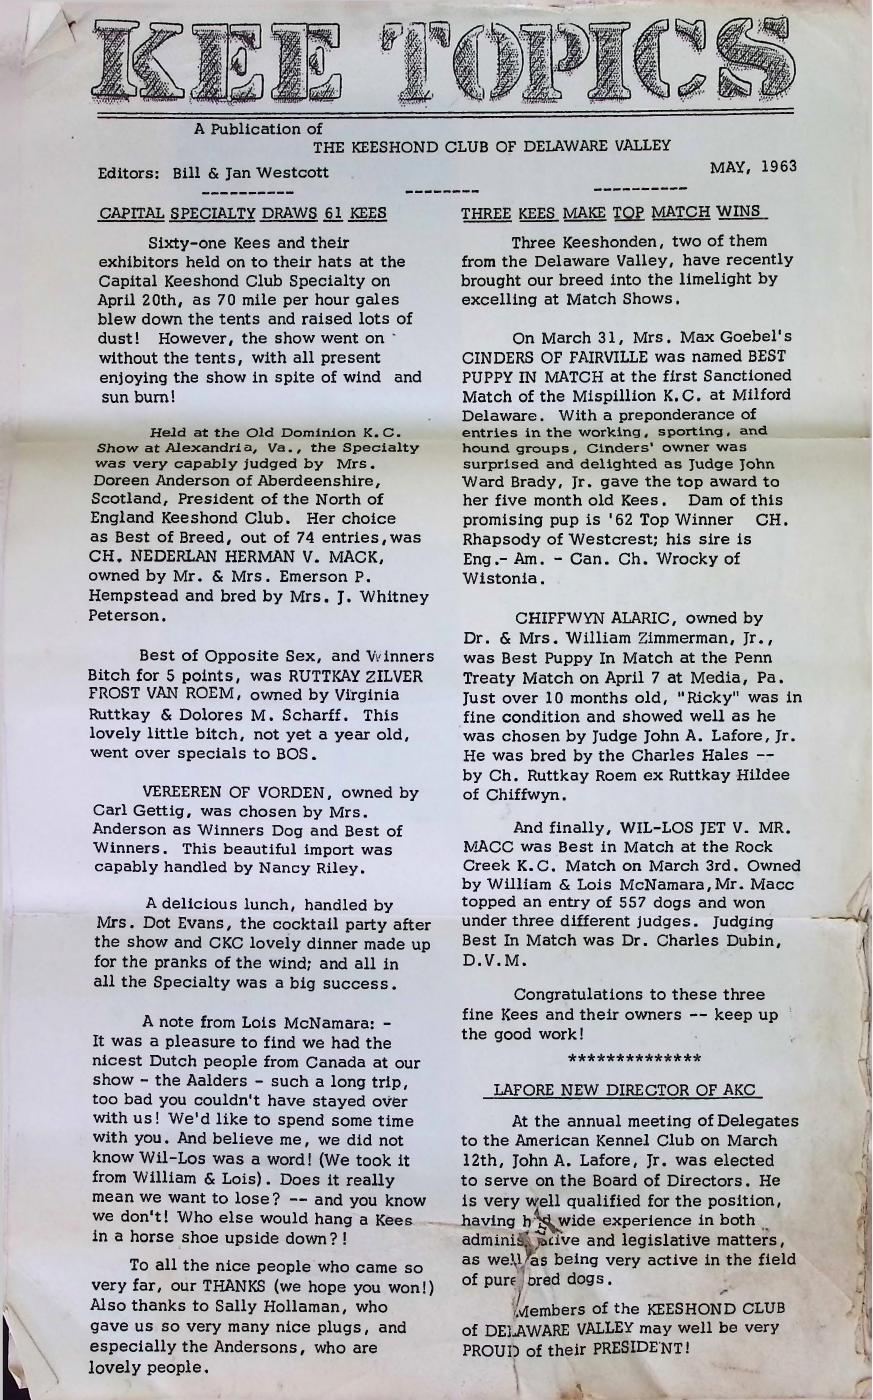 KEE TOPICS
A Publication of
THE KEESHOND CLUB OF DELAWARE VALLEY
Editors: Bill & Jan Westcott
MAY, 1963
---------- -------- ----------
CAPITAL SPECIALTY DRAWS 61 KEES
Sixty-one Kees and their
exhibitors held on to their hats at the
Capital Keeshond Club Specialty on
April 20th, as 70 mile per hour gales
blew down the tents and raised lots of
dust! However, the show went on
without the tents, with all present
enjoying the show in spite of wind and
sun burn!
Held at the Old Dominion K.C.
Show at Alexandria, Va., the Specialty
was very capably judged by Mrs.
Doreen Anderson of Aberdeenshire,
Scotland, President of the North of
England Keeshond Club. Her choice
as Best of Breed, out of 74 entries, was
CH. NEDERLAN HERMAN V. MACK,
owned by Mr. & Mrs. Emerson P.
Hempstead and bred by Mrs. J. Whitney
Peterson.
Best of Opposite Sex, and Winners
Bitch for 5 points, was RUTTKAY ZILVER
FROST VAN ROEM, owned by Virginia
Ruttkay & Dolores M. Scharff. This
lovely little bitch, not yet a year old,
went over specials to BOS.
VEREEREN OF VORDEN, owned by
Carl Gettig, was chosen by Mrs.
Anderson as Winners Dog and Best of
Winners. This beautiful import was
capably handled by Nancy Riley.
A delicious lunch, handled by
Mrs. Dot Evans, the cocktail party after
the show and CKC lovely dinner made up
for the pranks of the wind; and all in
all the Specialty was a big success.
A note from Lois McNamara: -
It was a pleasure to find we had the
nicest Dutch people from Canada at our
show - the Aalders - such a long trip,
too bad you couldn't have stayed over
with us! We'd like to spend some time
with you. And believe me, we did not
know Wil-Los was a word! (We took it
from William & Lois). Does it really
mean we want to lose? -- and you know
we don't! Who else would hang a Kees
in a horse shoe upside down?!
To all the nice people who came so
very far, our THANKS (we hope you won!)
Also thanks to Sally Hollaman, who
gave us so very many nice plugs, and
especially the Andersons, who are
lovely people.
THREE KEES MAKE TOP MATCH WINS
Three Keeshonden, two of them
from the Delaware Valley, have recently
brought our breed into the limelight by
excelling at Match Shows.
On March 31, Mrs. Max Goebel's
CINDERS OF FAIRVILLE was named BEST
PUPPY IN MATCH at the first Sanctioned
Match of the Mispillion K.C. at Milford
Delaware. With a preponderance of
entries in the working, sporting, and
hound groups, Cinders' owner was
surprised and delighted as Judge John
Ward Brady, Jr. gave the top award to
her five month old Kees. Dam of this
promising pup is '62 Top Winner CH.
Rhapsody of Westcrest; his sire is
Eng.- Am. - Can. Ch. Wrocky of
Wistonia.
CHIFFWYN ALARIC, owned by
Dr. & Mrs. William Zimmerman, Jr.,
was Best Puppy In Match at the Penn
Treaty Match on April 7 at Media, Pa.
Just over 10 months old, "Ricky" was in
fine condition and showed well as he
was chosen by Judge John A. Lafore, Jr.
He was bred by the Charles Hales --
by Ch. Ruttkay Roem ex Ruttkay Hildee
of Chiffwyn.
And finally, WIL-LOS JET V. MR.
MACC was Best in Match at the Rock
Creek K.C. Match on March 3rd. Owned
by William & Lois McNamara, Mr. Macc
topped an entry of 557 dogs and won
under three different judges. Judging
Best In Match was Dr. Charles Dubin,
D.V.M.
Congratulations to these three
fine Kees and their owners -- keep up
the good work!
**************
LAFORE NEW DIRECTOR OF AKC
At the annual meeting of Delegates
to the American Kennel Club on March
12th, John A. Lafore, Jr. was elected
to serve on the Board of Directors. He
is very well qualified for the position,
having had wide experience in both
administrative and legislative matters,
as well as being very active in the field
of pure bred dogs.
Members of the KEESHOND CLUB
of DELAWARE VALLEY may well be very
PROUD of their PRESIDENT!